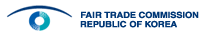 FAIR TRADE COMMISSION
REPUBLIC OF KOREA